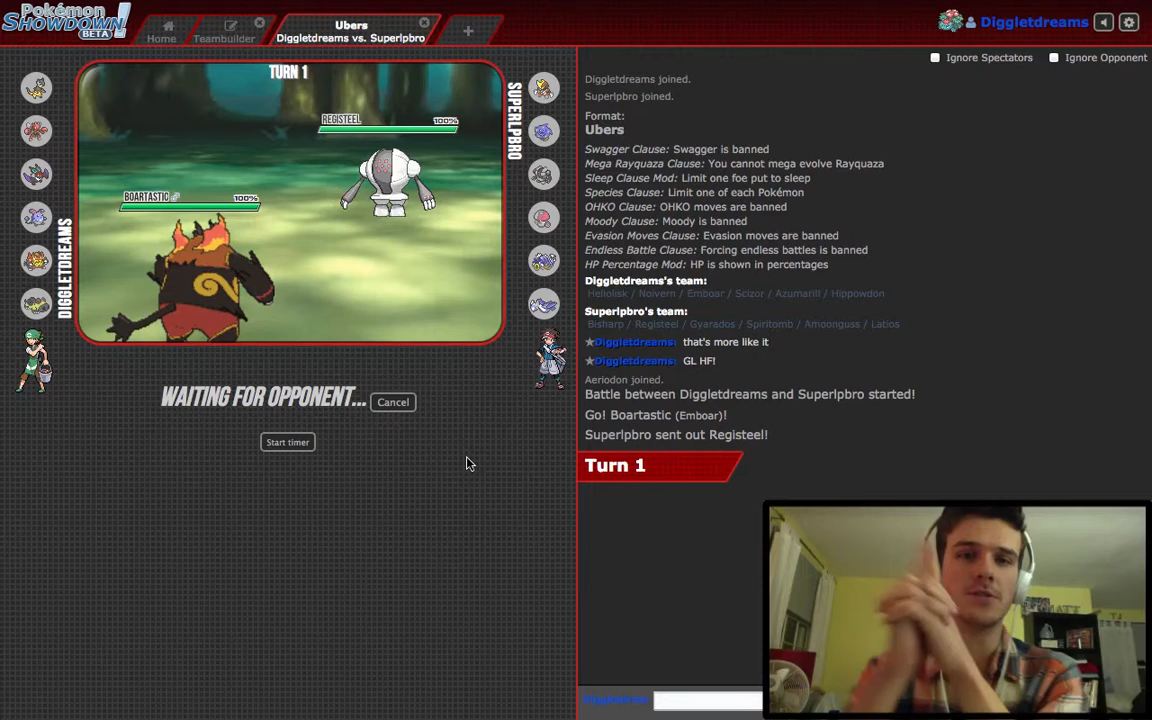 Pokémon
SHOWDOWN!
BETA
Home
Teambuilder
Ubers
Diggletdreams vs. Superlpbro
Diggletdreams
TURN 1
DIGGLETDREAMS
SUPERLPBRO
REGISTEEL
100%
BOARTASTIC
100%
WAITING FOR OPPONENT...
Cancel
Start timer
Ignore Spectators
Ignore Opponent
Diggletdreams joined.
Superlpbro joined.
Format:
Ubers
Swagger Clause: Swagger is banned
Mega Rayquaza Clause: You cannot mega evolve Rayquaza
Sleep Clause Mod: Limit one foe put to sleep
Species Clause: Limit one of each Pokémon
OHKO Clause: OHKO moves are banned
Moody Clause: Moody is banned
Evasion Moves Clause: Evasion moves are banned
Endless Battle Clause: Forcing endless battles is banned
HP Percentage Mod: HP is shown in percentages
Diggletdreams's team:
Heliolisk / Noivern / Emboar / Scizor / Azumarill / Hippowdon
Superlpbro's team:
Bisharp / Registeel / Gyarados / Spiritomb / Amoonguss / Latios
★Diggletdreams: that's more like it
★Diggletdreams: GL HF!
Aeriodon joined.
Battle between Diggletdreams and Superlpbro started!
Go! Boartastic (Emboar)!
Superlpbro sent out Registeel!
Turn 1
MATT
TJ